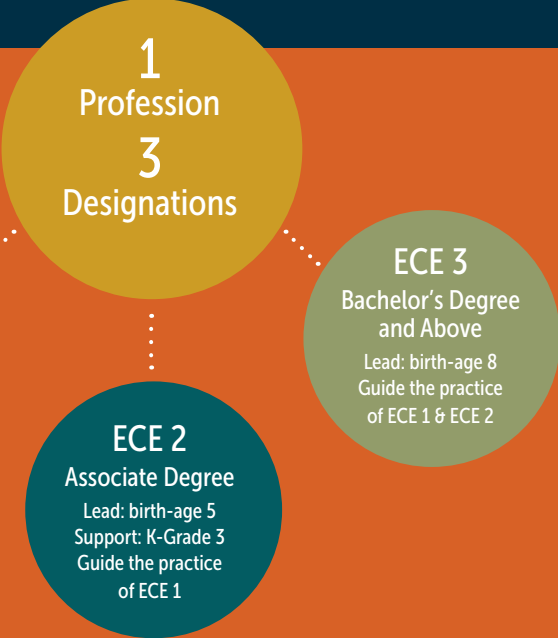 1
Profession
3
Designations
ECE 3
Bachelor’s Degree
and Above
Lead: birth-age 8
Guide the practice
of ECE 1 & ECE 2
ECE 2
Associate Degree
Lead: birth-age 5
Support: K-Grade 3
Guide the practice
of ECE 1